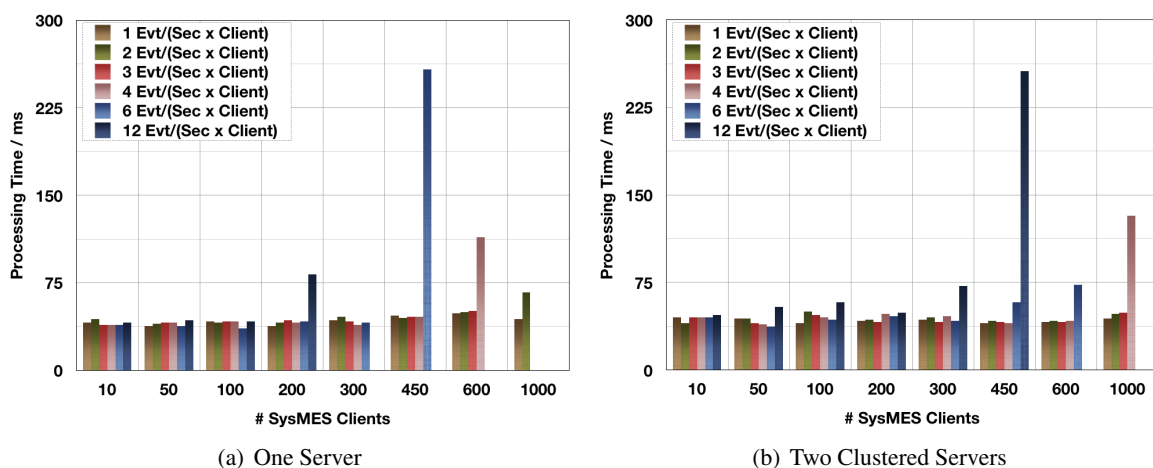 300
225
150
75
0
Processing Time / ms
1 Evt/(Sec x Client)
2 Evt/(Sec x Client)
3 Evt/(Sec x Client)
4 Evt/(Sec x Client)
6 Evt/(Sec x Client)
12 Evt/(Sec x Client)
10 50 100 200 300 450 600 1000
# SysMES Clients
(a) One Server
300
225
150
75
0
Processing Time / ms
1 Evt/(Sec x Client)
2 Evt/(Sec x Client)
3 Evt/(Sec x Client)
4 Evt/(Sec x Client)
6 Evt/(Sec x Client)
12 Evt/(Sec x Client)
10 50 100 200 300 450 600 1000
# SysMES Clients
(b) Two Clustered Servers